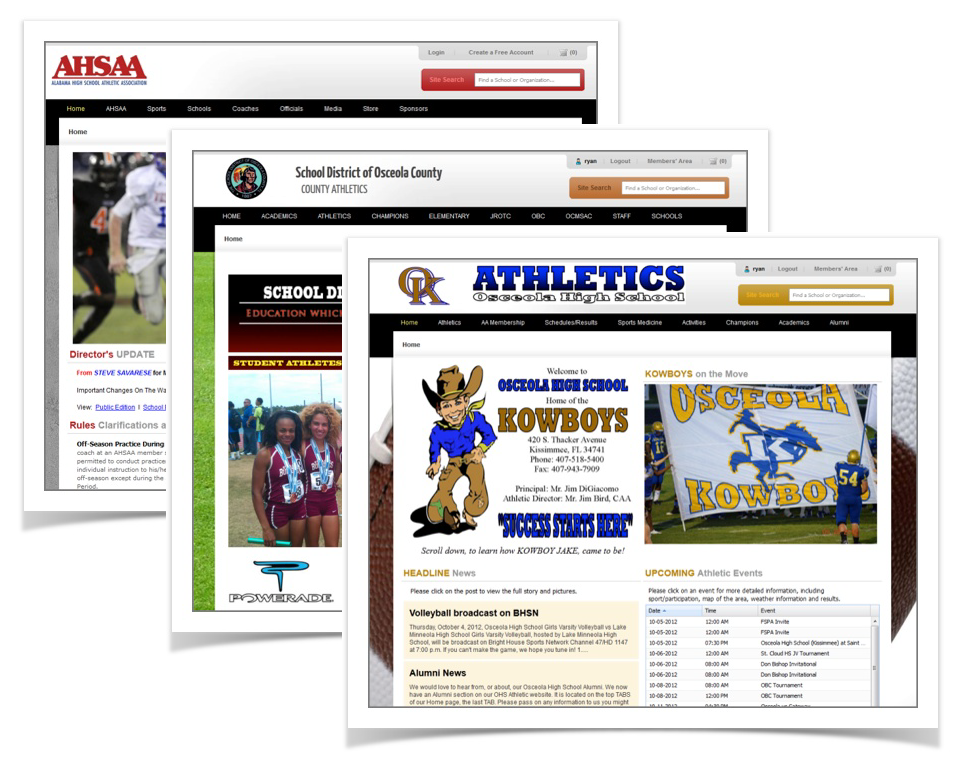 AHSAA
ALABAMA HIGH SCHOOL ATHLETIC ASSOCIATION
Login
Create a Free Account
(0)
Site Search
Find a School or Organization...
Home
AHSAA
Sports
Schools
Coaches
Officials
Media
Store
Sponsors
Home
Director's UPDATE
From STEVE SAVARESE for
Important Changes On The Wa
View: Public Edition I School
Rules Clarifications a
Off-Season Practice During
coach at an AHSAA member
permitted to conduct practice
individual instruction to his/he
off-season except during the
Period.
School District of Osceola County
COUNTY ATHLETICS
ryan
Logout
Members' Area
(0)
Site Search
Find a School or Organization...
HOME
ACADEMICS
ATHLETICS
CHAMPIONS
ELEMENTARY
JROTC
OBC
OCMSAC
STAFF
SCHOOLS
Home
SCHOOL DI
EDUCATION WHIC
STUDENT ATHLETES
POWERADE
OK
ATHLETICS
Osceola High School
ryan
Logout
Members' Area
(0)
Site Search
Find a School or Organization...
Home
Athletics
AA Membership
Schedules/Results
Sports Medicine
Activities
Champions
Academics
Alumni
Home
Welcome to
OSCEOLA HIGH SCHOOL
Home of the
KOWBOYS
420 S. Thacker Avenue
Kissimmee, FL 34741
Phone: 407-518-5400
Fax: 407-943-7909
Principal: Mr. Jim DiGiacomo
Athletic Director: Mr. Jim Bird, CAA
"SUCCESS STARTS HERE"
Scroll down, to learn how KOWBOY JAKE, came to be!
KOWBOYS on the Move
OSCEOLA
K
KOWBOYS
54
HEADLINE News
Please click on the post to view the full story and pictures.
Volleyball broadcast on BHSN
Thursday, October 4, 2012, Osceola High School Girls Varsity Volleyball vs Lake
Minneola High School Girls Varsity Volleyball, hosted by Lake Minneola High
School, will be broadcast on Bright House Sports Network Channel 47/HD 1147
at 7:00 p.m. If you can't make the game, we hope you tune in! 1....
Alumni News
We would love to hear from, or about, our Osceola High School Alumni. We now
have an Alumni section on our OHS Athletic website. It is located on the top TABS
of our Home page, the last TAB. Please pass on any information to us you might
UPCOMING Athletic Events
Please click on an event for more detailed information, including
sport/participation, map of the area, weather information and results.
Date Time Event
10-05-2012 12:00 AM FSPA Invite
10-05-2012 12:00 AM FSPA Invite
10-05-2012 07:30 PM Osceola High School (Kissimmee) at Saint ...
10-06-2012 12:00 AM St. Cloud HS JV Tournament
10-06-2012 08:00 AM Don Bishop Invitational
10-06-2012 08:00 AM Don Bishop Invitational
10-08-2012 08:00 AM OBC Tournament
10-08-2012 12:00 PM OBC Tournament